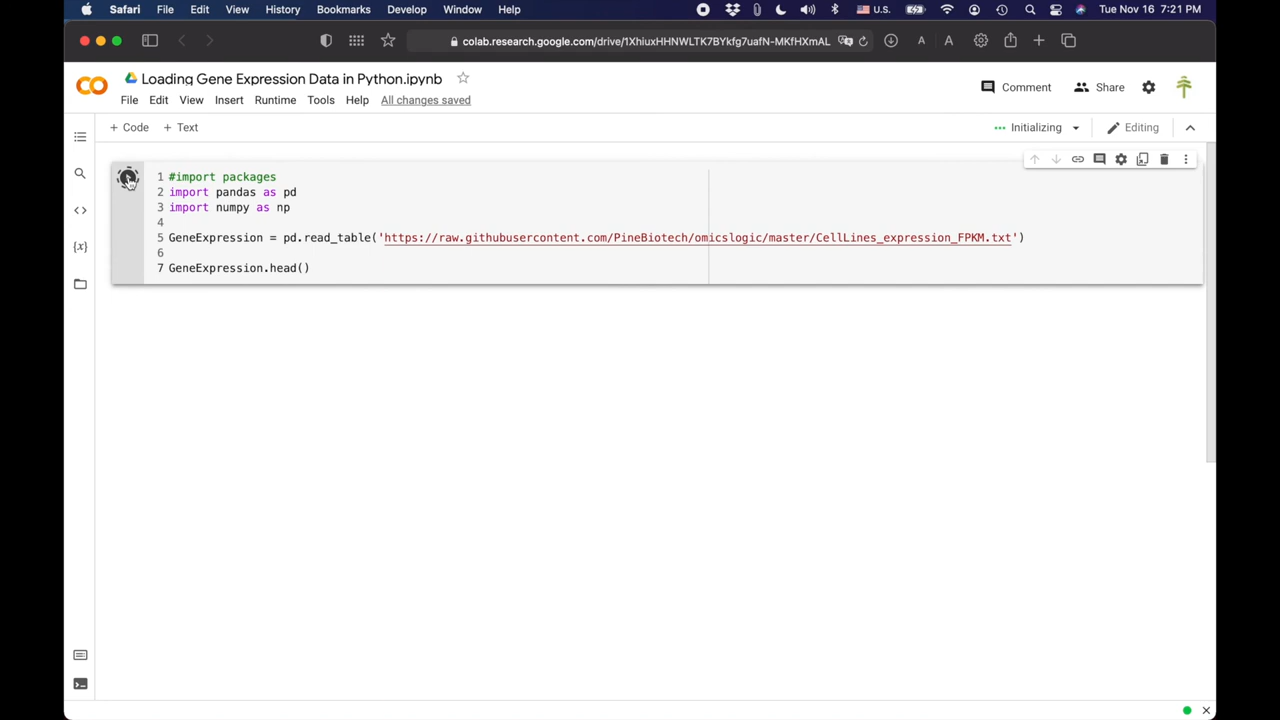 Safari File Edit View History Bookmarks Develop Window Help U.S. Tue Nov 16 7:21 PM
colab.research.google.com/drive/1XhiuxHHNWLTK7BYkfg7uafN-MKfHXmAL A A
Loading Gene Expression Data in Python.ipynb
File Edit View Insert Runtime Tools Help All changes saved
Comment Share
+ Code + Text Initializing Editing
1 #import packages
2 import pandas as pd
3 import numpy as np
4
5 GeneExpression = pd.read_table('https://raw.githubusercontent.com/PineBiotech/omicslogic/master/CellLines_expression_FPKM.txt')
6
7 GeneExpression.head()